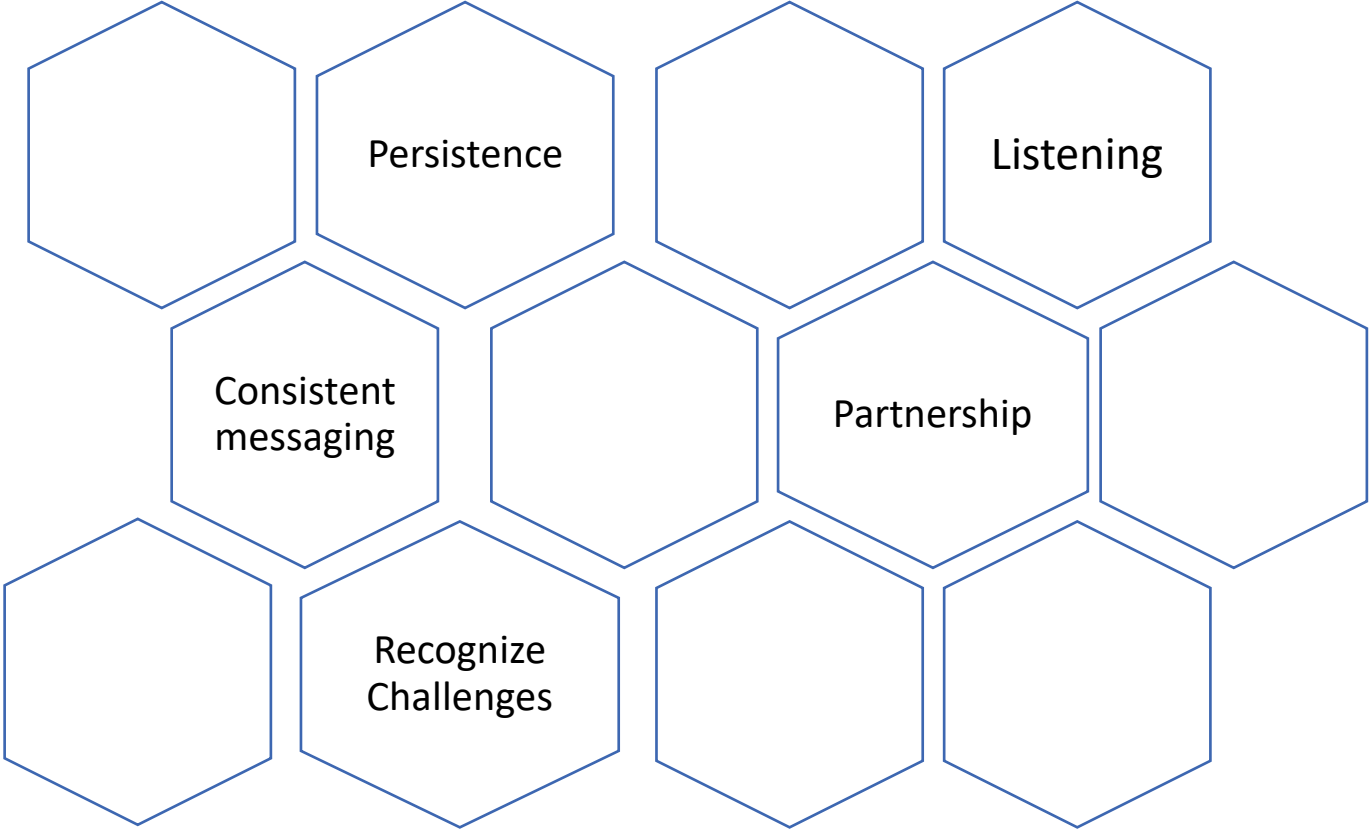 Persistence
Listening
Consistent
messaging
Partnership
Recognize
Challenges